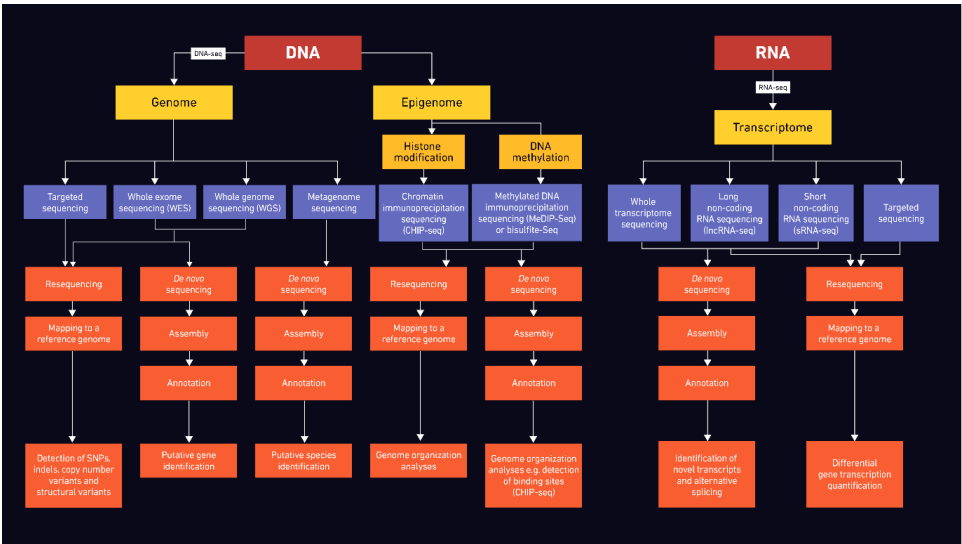 DNA
RNA
DNA-seq
RNA-seq
Genome
Epigenome
Transcriptome
Histone
modification
DNA
methylation
Targeted
sequencing
Whole exome
sequencing (WES)
Whole genome
sequencing (WGS)
Metagenome
sequencing
Chromatin
immunoprecipitation
sequencing
(CHIP-seq)
Methylated DNA
immunoprecipitation
sequencing (MeDIP-Seq)
or bisulfite-Seq
Whole
transcriptome
sequencing
Long
non-coding
RNA sequencing
(lncRNA-seq)
Short
non-coding
RNA sequencing
(sRNA-seq)
Targeted
sequencing
Resequencing
De novo
sequencing
De novo
sequencing
Resequencing
De novo
sequencing
De novo
sequencing
Resequencing
Mapping to a
reference genome
Assembly
Assembly
Mapping to a
reference genome
Assembly
Assembly
Mapping to a
reference genome
Annotation
Annotation
Annotation
Annotation
Detection of SNPs,
indels, copy number
variants and
structural variants
Putative gene
identification
Putative species
identification
Genome organization
analyses
Genome organization
analyses e.g. detection
of binding sites
(CHIP-seq)
Identification of
novel transcripts
and alternative
splicing
Differential
gene transcription
quantification